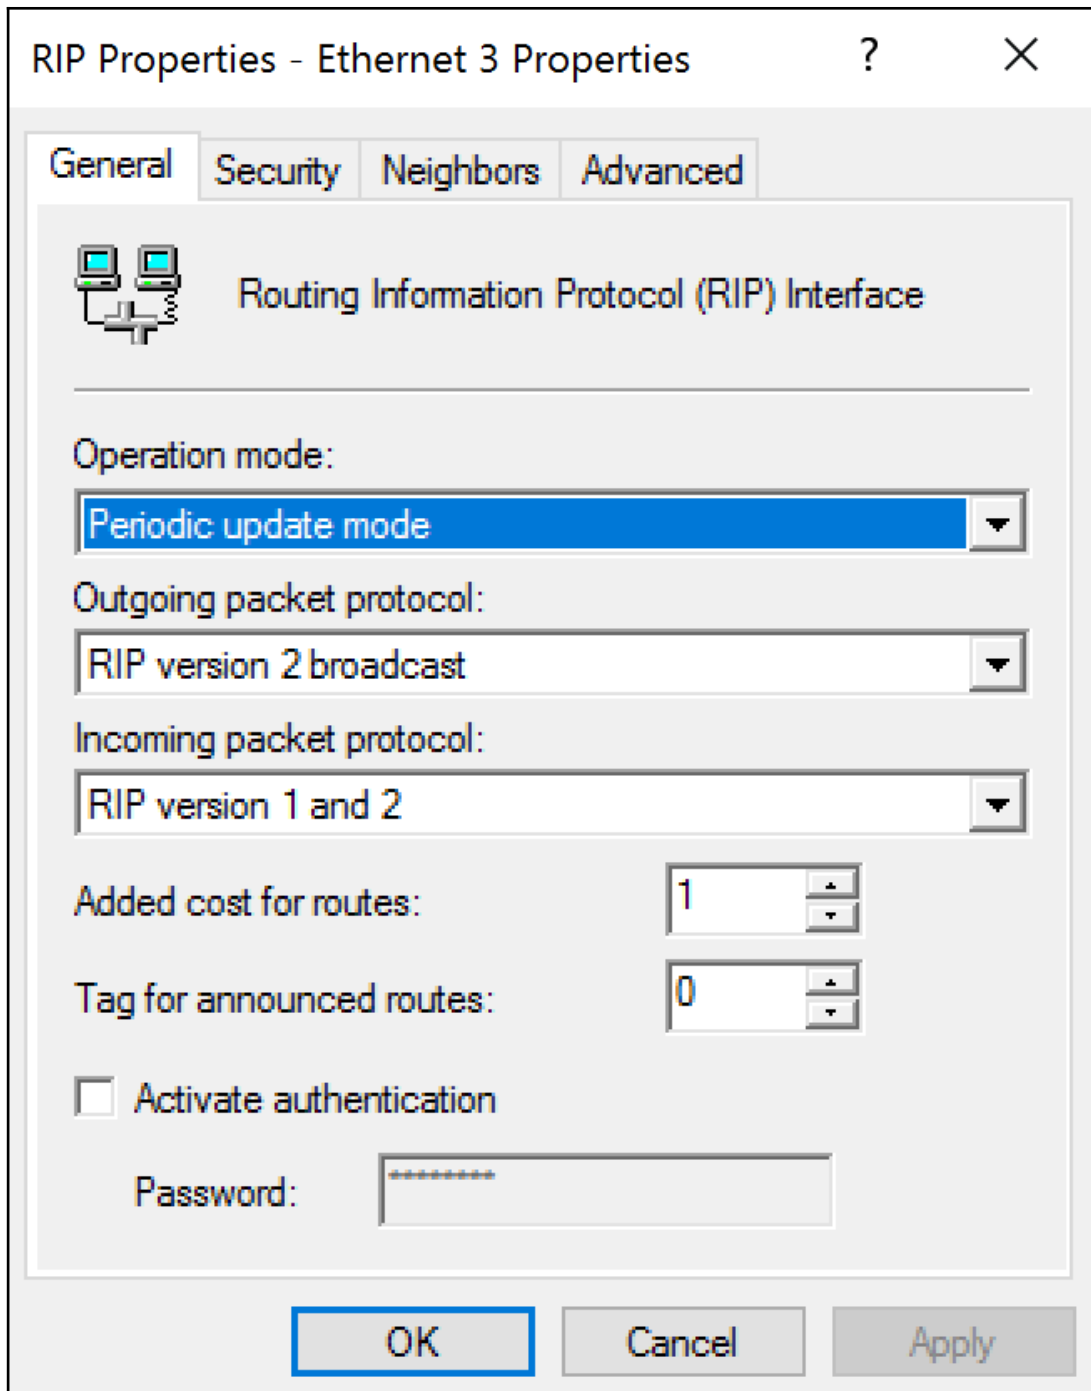 RIP Properties - Ethernet 3 Properties ? ×
General Security Neighbors Advanced
Routing Information Protocol (RIP) Interface
Operation mode:
Periodic update mode
Outgoing packet protocol:
RIP version 2 broadcast
Incoming packet protocol:
RIP version 1 and 2
Added cost for routes: 1
Tag for announced routes: 0
Activate authentication
Password: ********
OK Cancel Apply